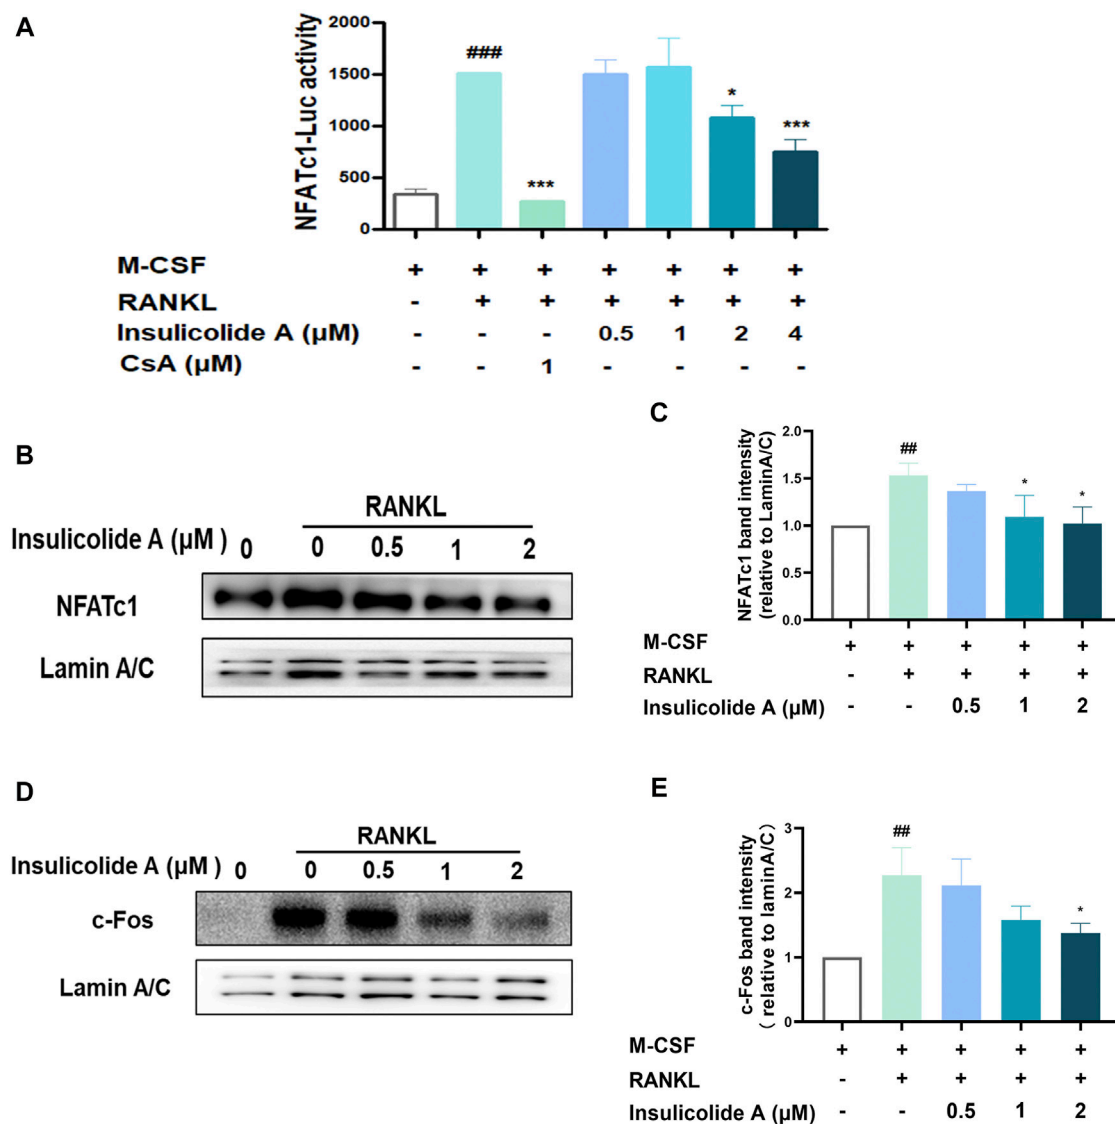 A
NFATc1-Luc activity
2000
1500
1000
500
0
###
***
*
***
M-CSF + + + + + + +
RANKL - + + + + + +
Insulicolide A (μM) - - - 0.5 1 2 4
CsA (μM) - - 1 - - - -
B
RANKL
Insulicolide A (μM ) 0 0 0.5 1 2
NFATc1
Lamin A/C
C
NFATc1 band intensity
(relative to LaminA/C)
2.0
1.5
1.0
0.5
0.0
##
*
*
M-CSF + + + + +
RANKL - + + + +
Insulicolide A (μM) - - 0.5 1 2
D
RANKL
Insulicolide A (μM ) 0 0 0.5 1 2
c-Fos
Lamin A/C
E
c-Fos band intensity
( relative to laminA/C)
3
2
1
0
##
*
M-CSF + + + + +
RANKL - + + + +
Insulicolide A (μM) - - 0.5 1 2